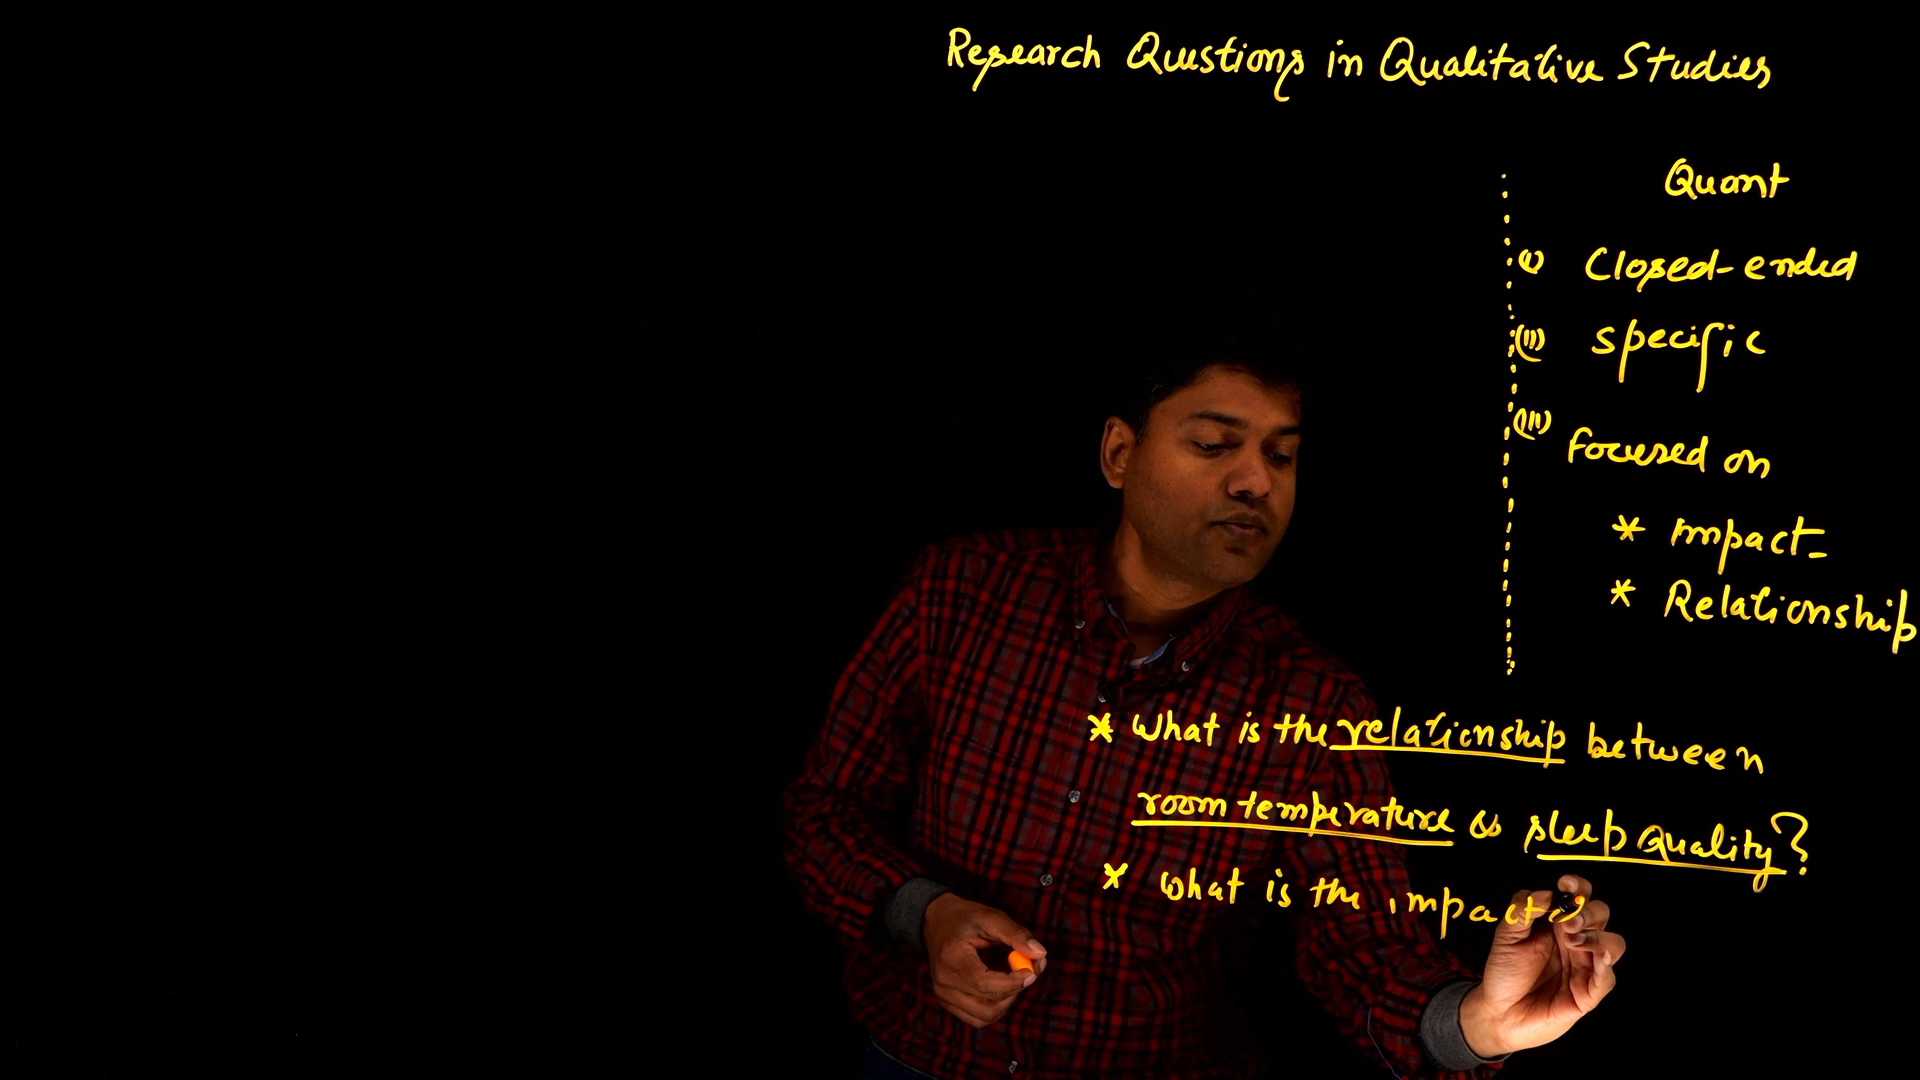 Research Questions in Qualitative Studies
Quant
(i) Closed-ended
(ii) specific
(iii) Focused on
* Impact
* Relationship
* What is the relationship between
room temperature & sleep quality?
* What is the impact